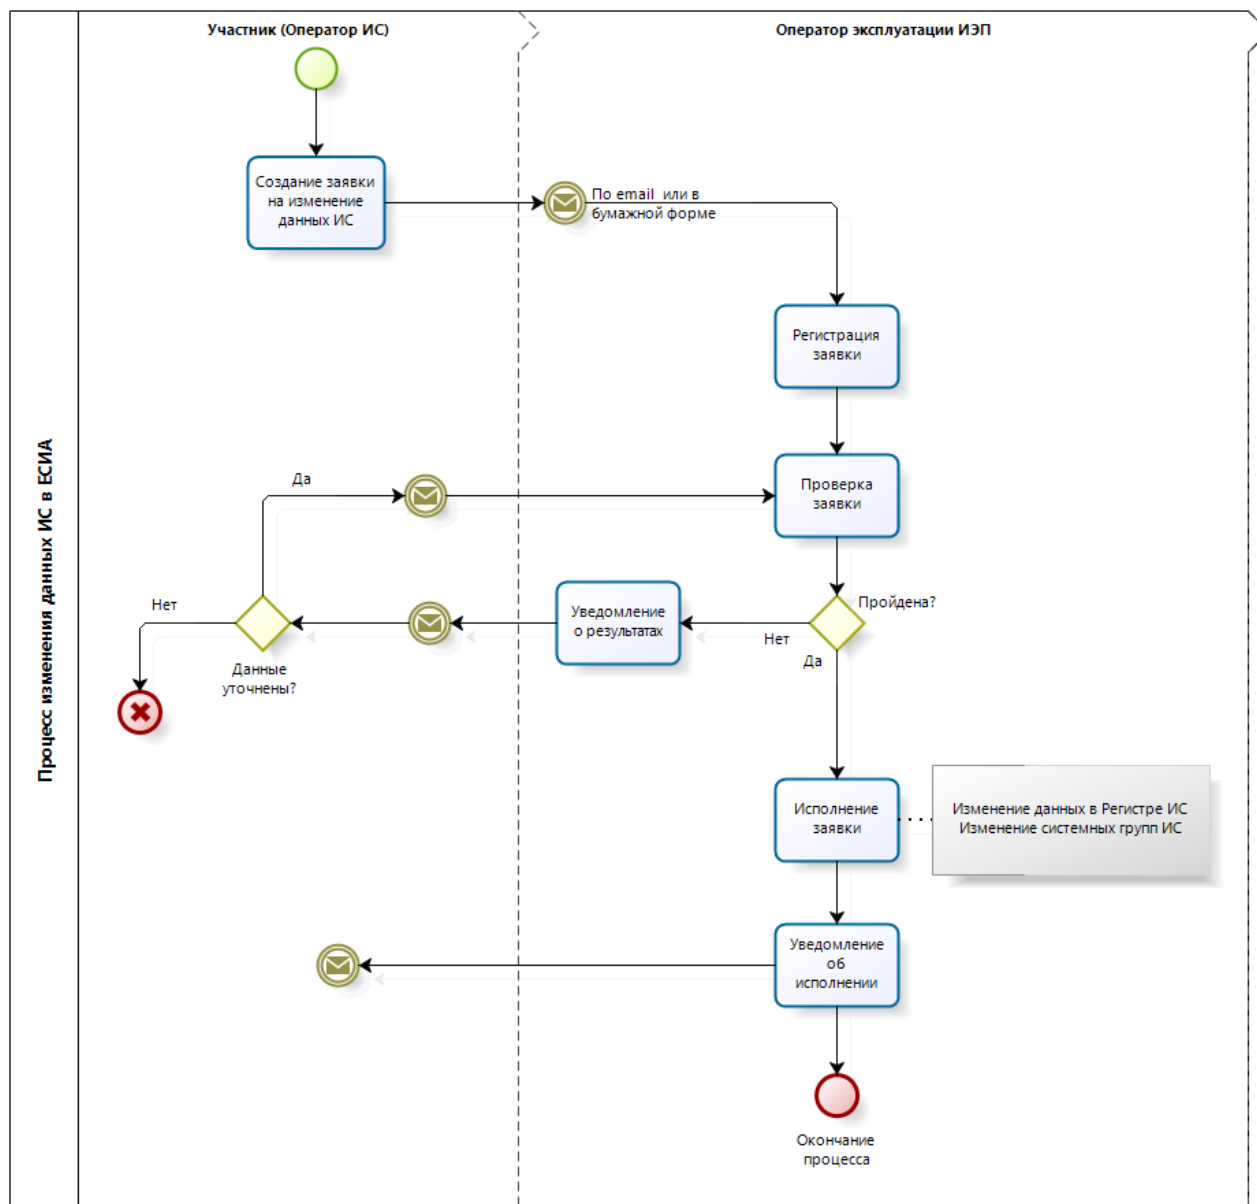 Процесс изменения данных ИС в ЕСИА
Участник (Оператор ИС)
Оператор эксплуатации ИЭП
Создание заявки
на изменение
данных ИС
По email или в
бумажной форме
Регистрация
заявки
Да
Проверка
заявки
Нет
Данные
уточнены?
Уведомление
о результатах
Нет
Пройдена?
Да
Исполнение
заявки
Изменение данных в Регистре ИС
Изменение системных групп ИС
Уведомление
об
исполнении
Окончание
процесса